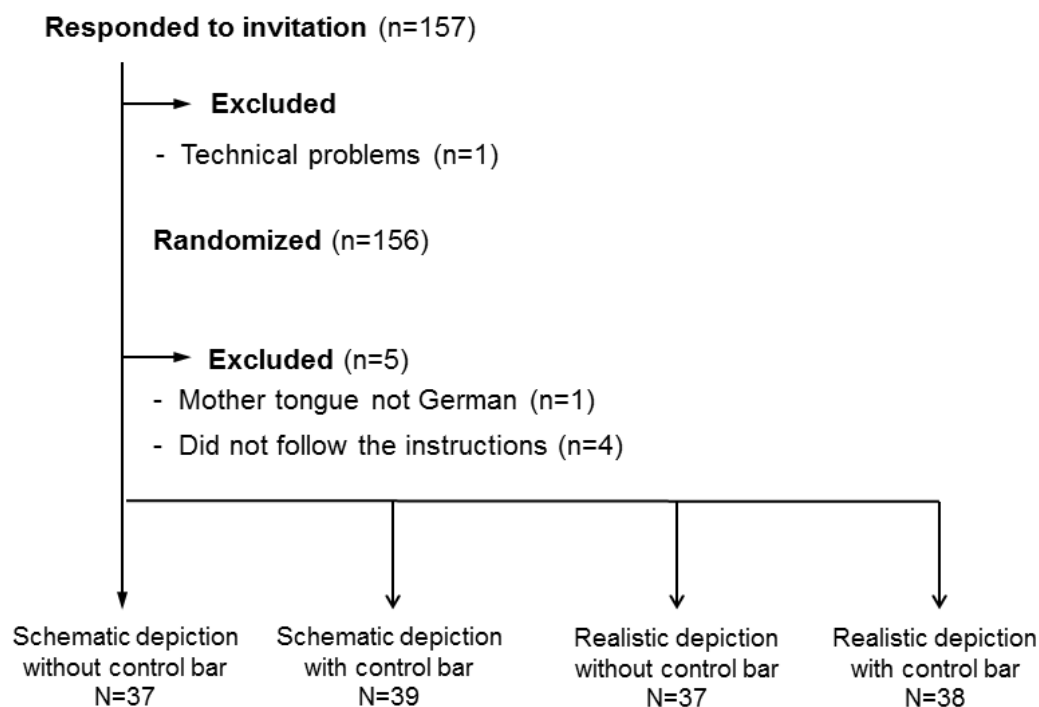 Responded to invitation (n=157)
Excluded
- Technical problems (n=1)
Randomized (n=156)
Excluded (n=5)
- Mother tongue not German (n=1)
- Did not follow the instructions (n=4)
Schematic depiction
without control bar
N=37
Schematic depiction
with control bar
N=39
Realistic depiction
without control bar
N=37
Realistic depiction
with control bar
N=38